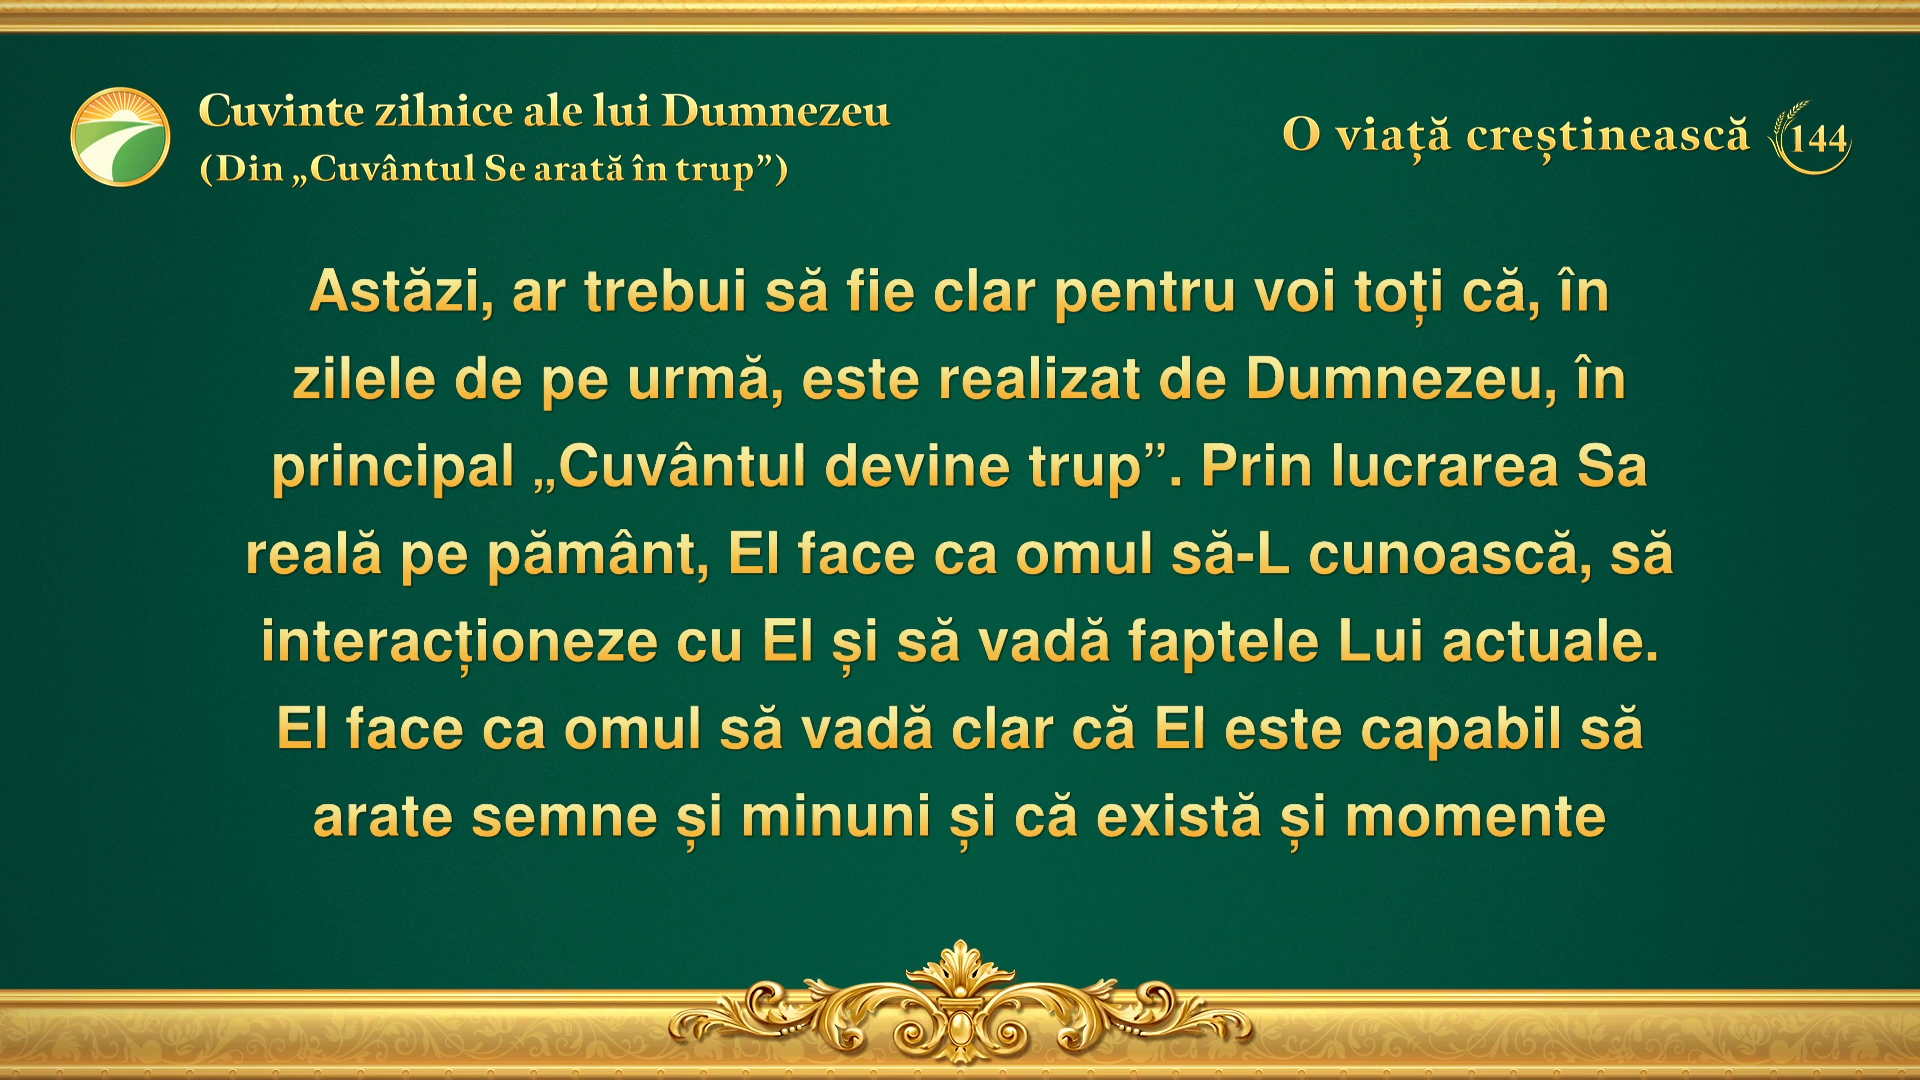 Cuvinte zilnice ale lui Dumnezeu
(Din „Cuvântul Se arată în trup”)
O viață creștinească 144
Astăzi, ar trebui să fie clar pentru voi toți că, în
zilele de pe urmă, este realizat de Dumnezeu, în
principal „Cuvântul devine trup”. Prin lucrarea Sa
reală pe pământ, El face ca omul să-L cunoască, să
interacționeze cu El și să vadă faptele Lui actuale.
El face ca omul să vadă clar că El este capabil să
arate semne și minuni și că există și momente